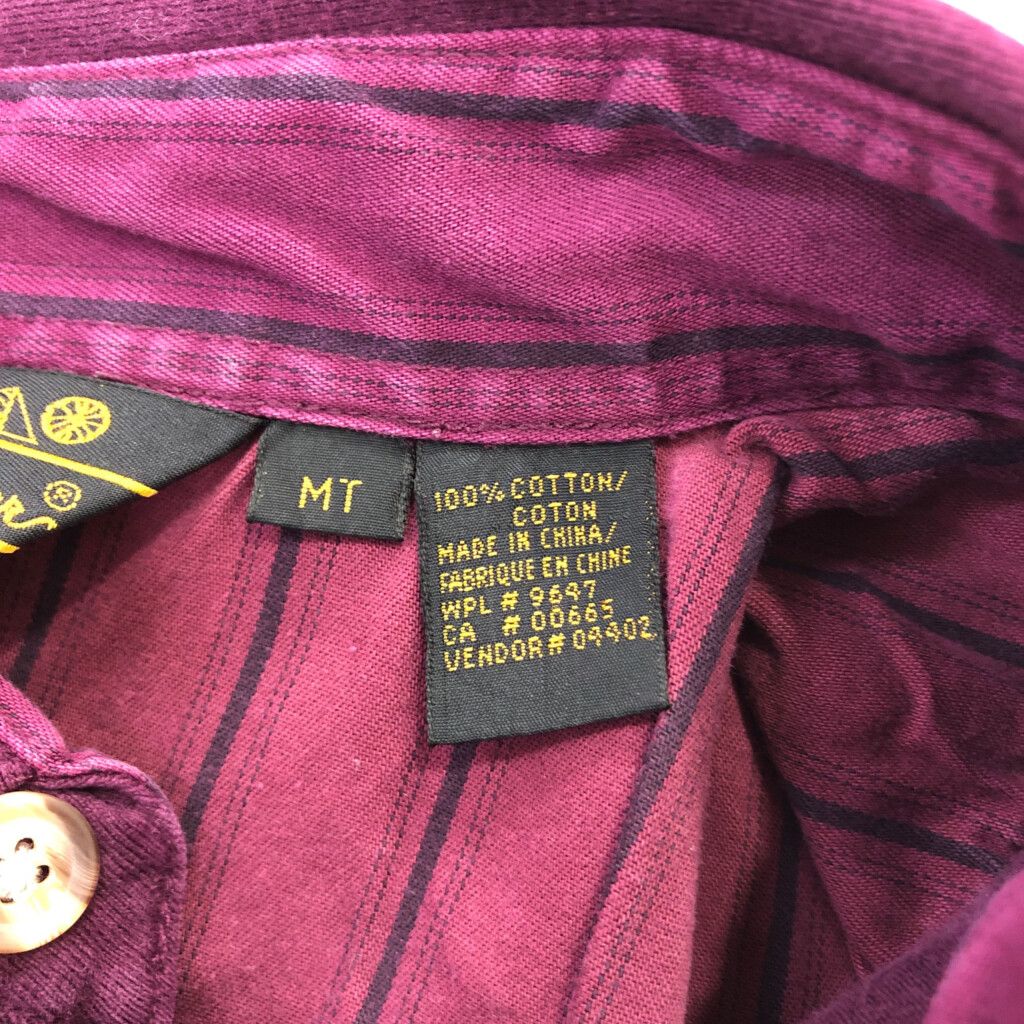 ®
MT
100% COTTON/
COTON
MADE IN CHINA/
FABRIQUE EN CHINE
WPL # 9647
CA # 00665
VENDOR # 04402